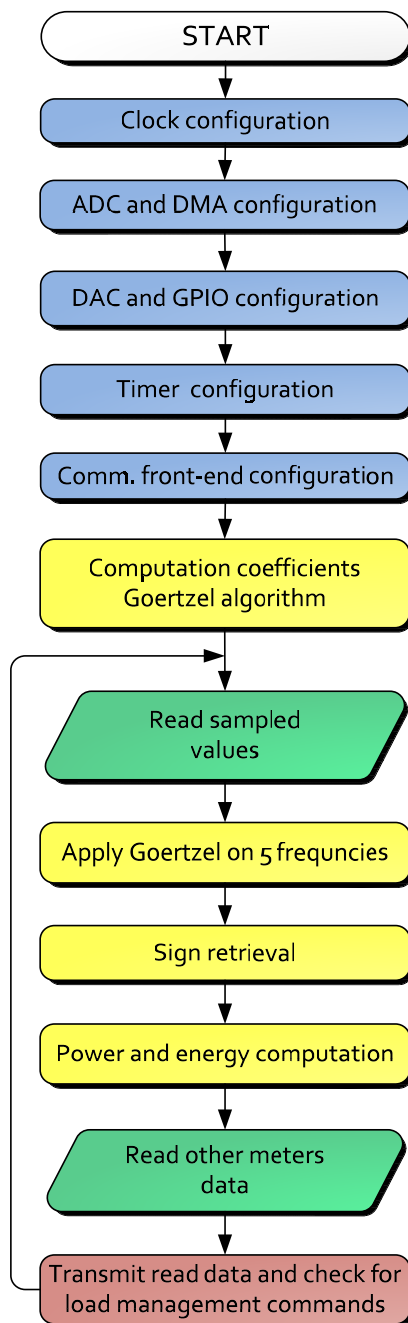 START
Clock configuration
ADC and DMA configuration
DAC and GPIO configuration
Timer configuration
Comm. front-end configuration
Computation coefficients
Goertzel algorithm
Read sampled
values
Apply Goertzel on 5 frequncies
Sign retrieval
Power and energy computation
Read other meters
data
Transmit read data and check for
load management commands